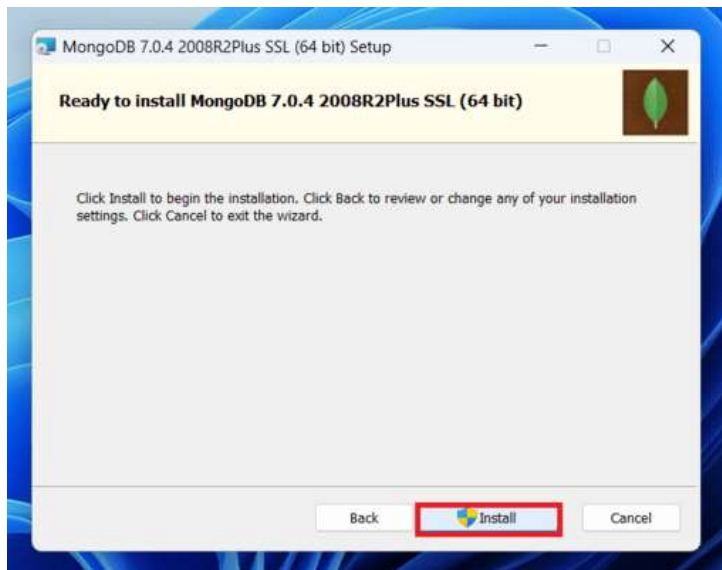 MongoDB 7.0.4 2008R2Plus SSL (64 bit) Setup
Ready to install MongoDB 7.0.4 2008R2Plus SSL (64 bit)
Click Install to begin the installation. Click Back to review or change any of your installation
settings. Click Cancel to exit the wizard.
Back Install Cancel